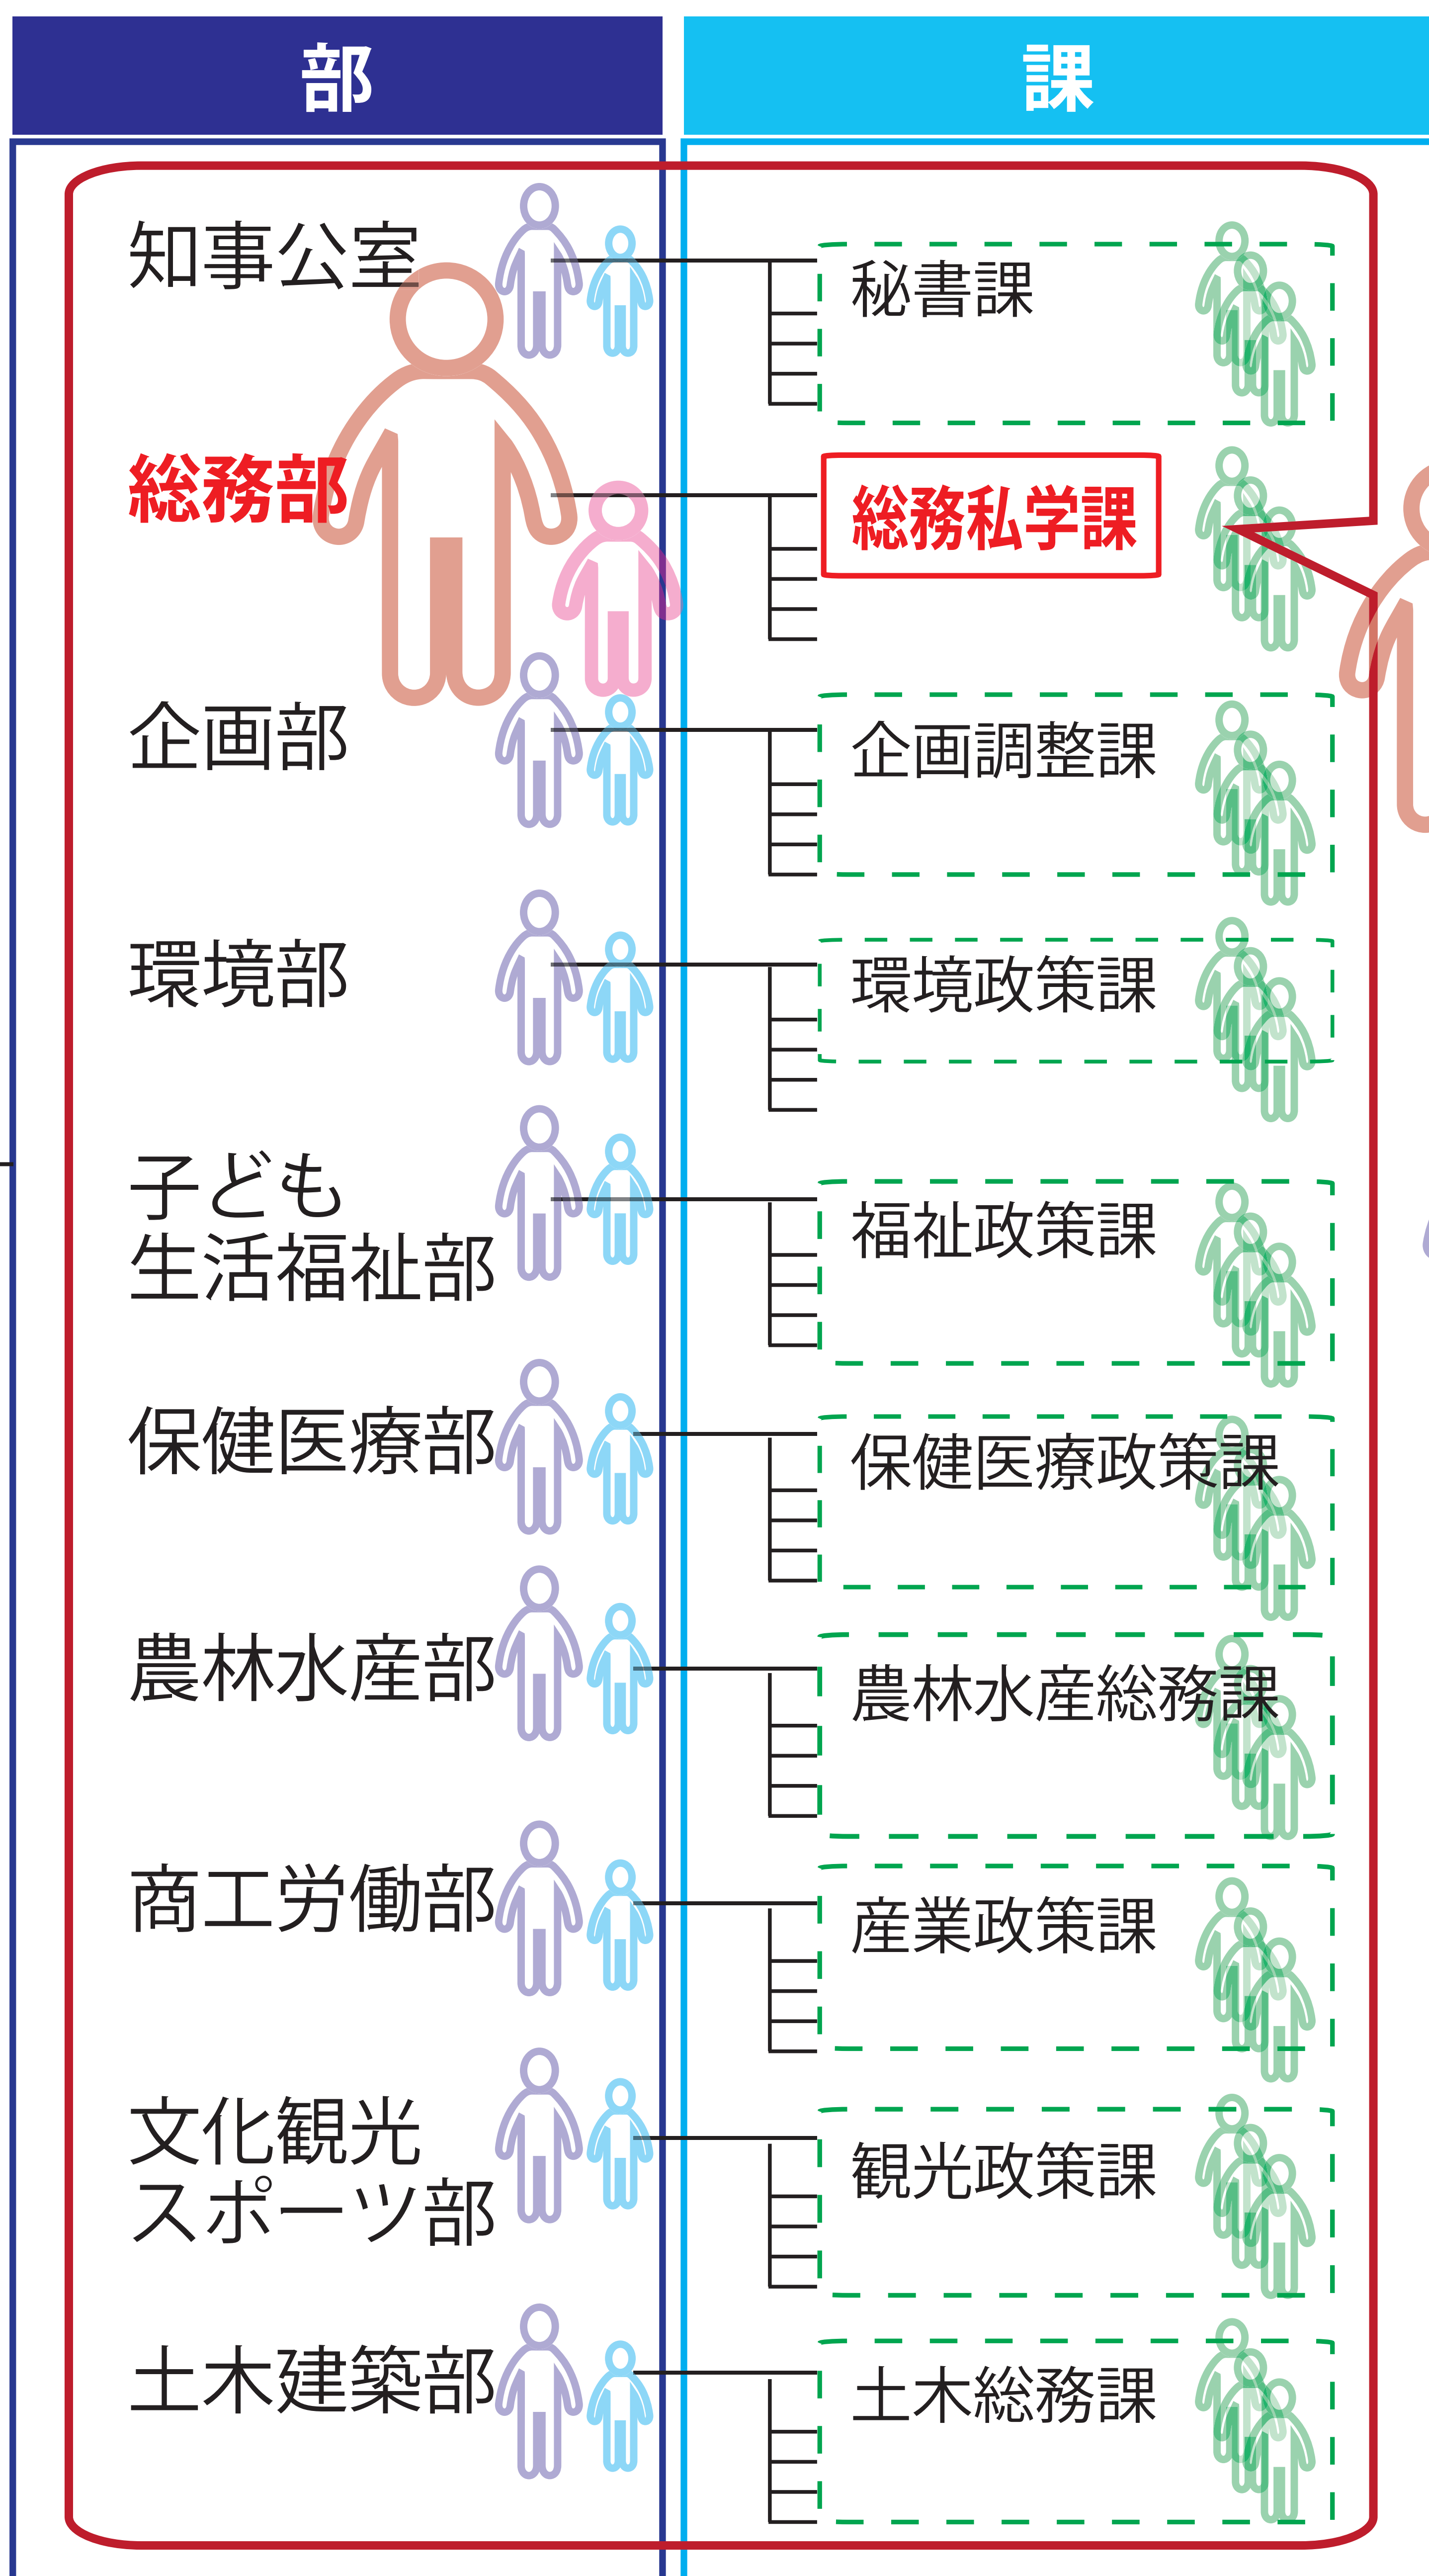 部
課
知事公室
秘書課
総務部
総務私学課
企画部
企画調整課
環境部
環境政策課
子ども
生活福祉部
福祉政策課
保健医療部
保健医療政策課
農林水産部
農林水産総務課
商工労働部
産業政策課
文化観光
スポーツ部
観光政策課
土木建築部
土木総務課